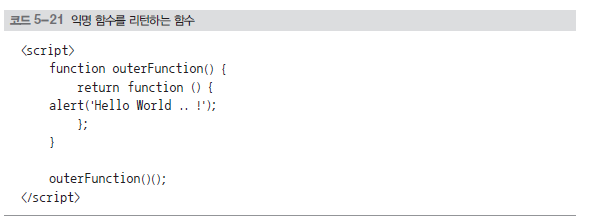 코드 5-21 익명 함수를 리턴하는 함수
<script>
    function outerFunction() {
        return function () {
    alert('Hello World .. !');
        };
    }

    outerFunction()();
</script>